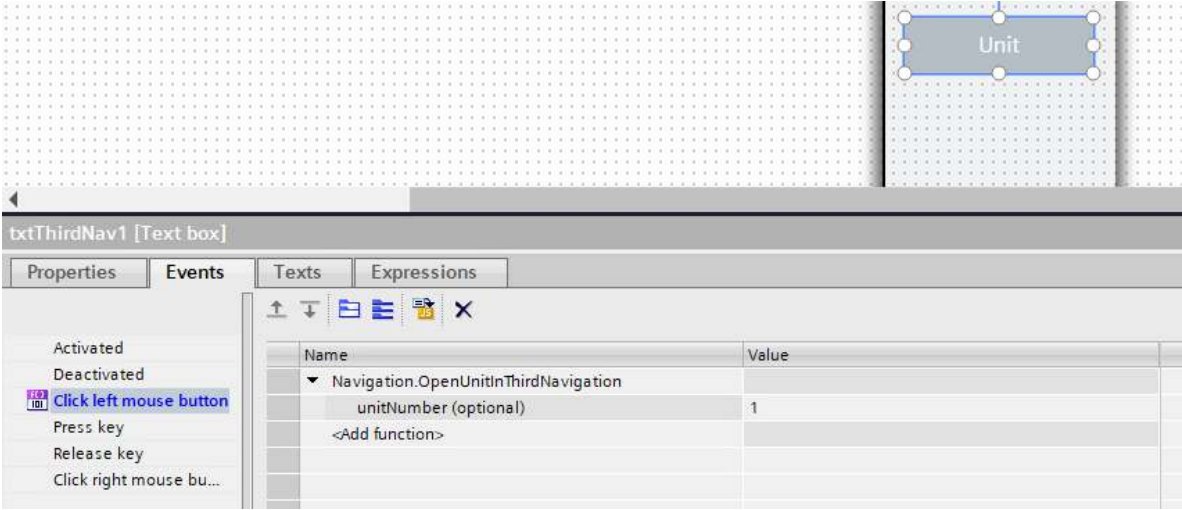 Unit
txtThirdNav1 [Text box]
Properties Events Texts Expressions
Activated
Deactivated
Click left mouse button
Press key
Release key
Click right mouse bu...
Name Value
Navigation.OpenUnitInThirdNavigation
unitNumber (optional) 1
<Add function>